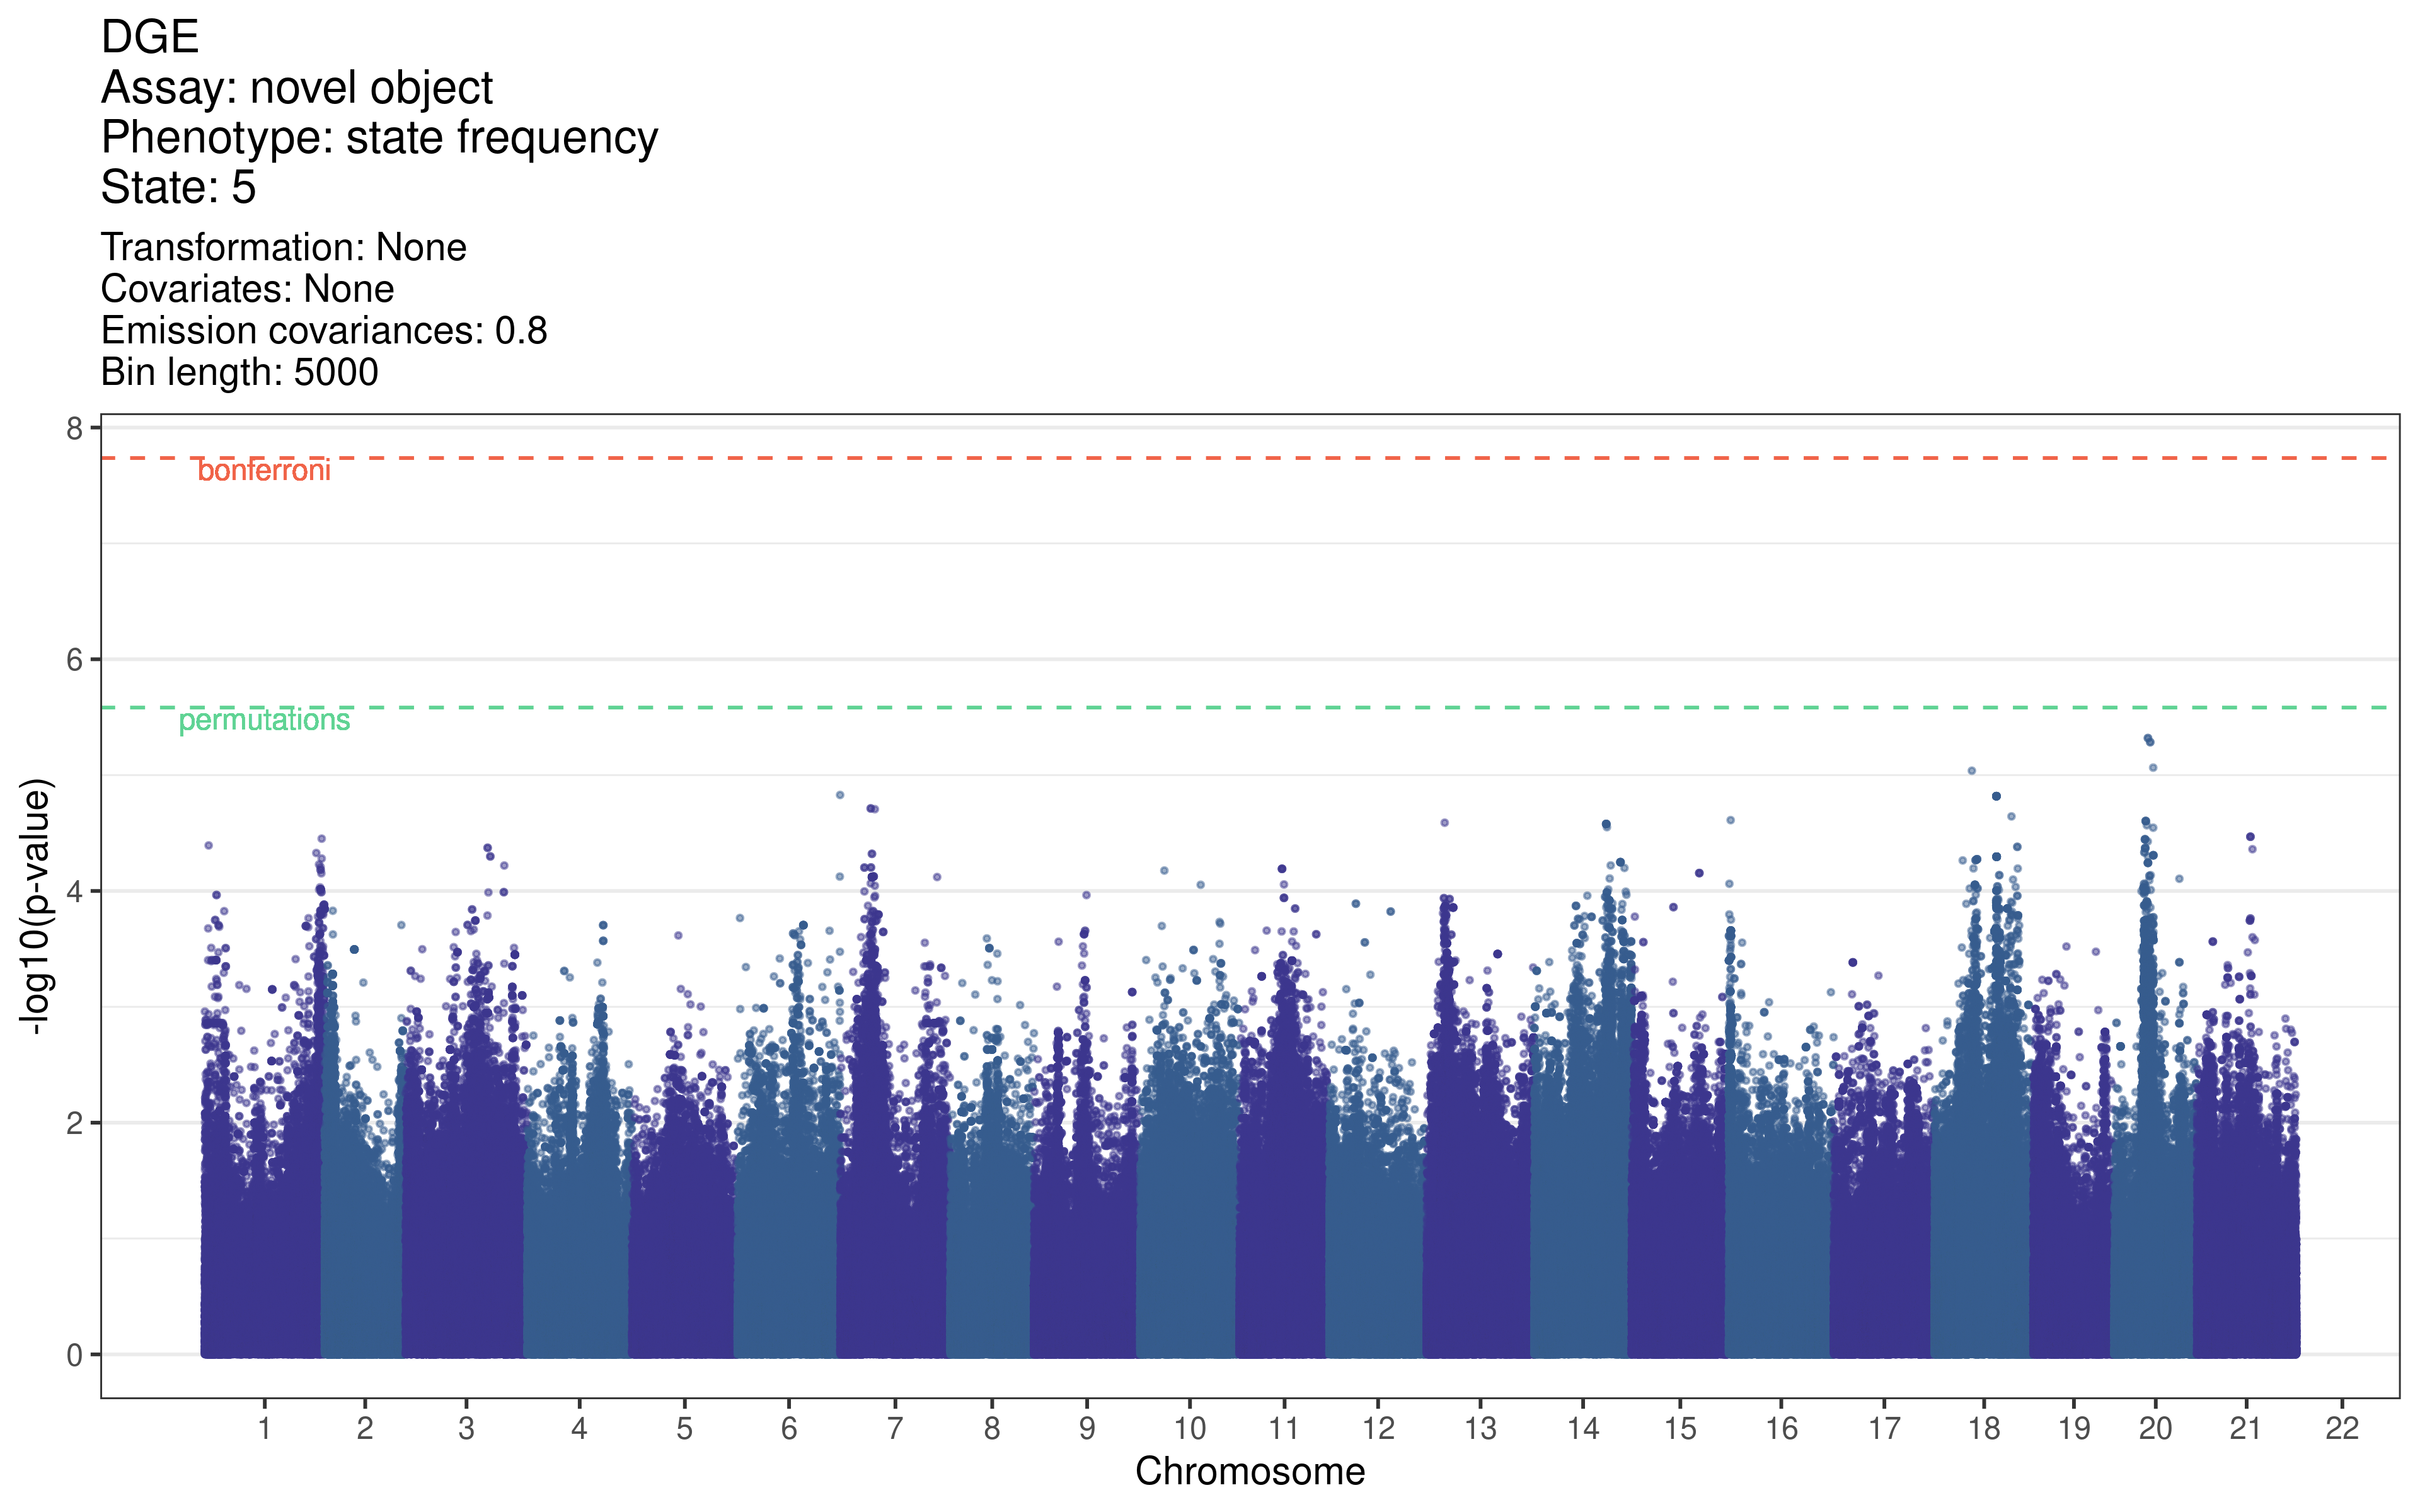 DGE
Assay: novel object
Phenotype: state frequency
State: 5
Transformation: None
Covariates: None
Emission covariances: 0.8
Bin length: 5000
8
bonferroni
6
permutations
4
2
0
-log10(p-value)
1 2 3 4 5 6 7 8 9 10 11 12 13 14 15 16 17 18 19 20 21 22
Chromosome